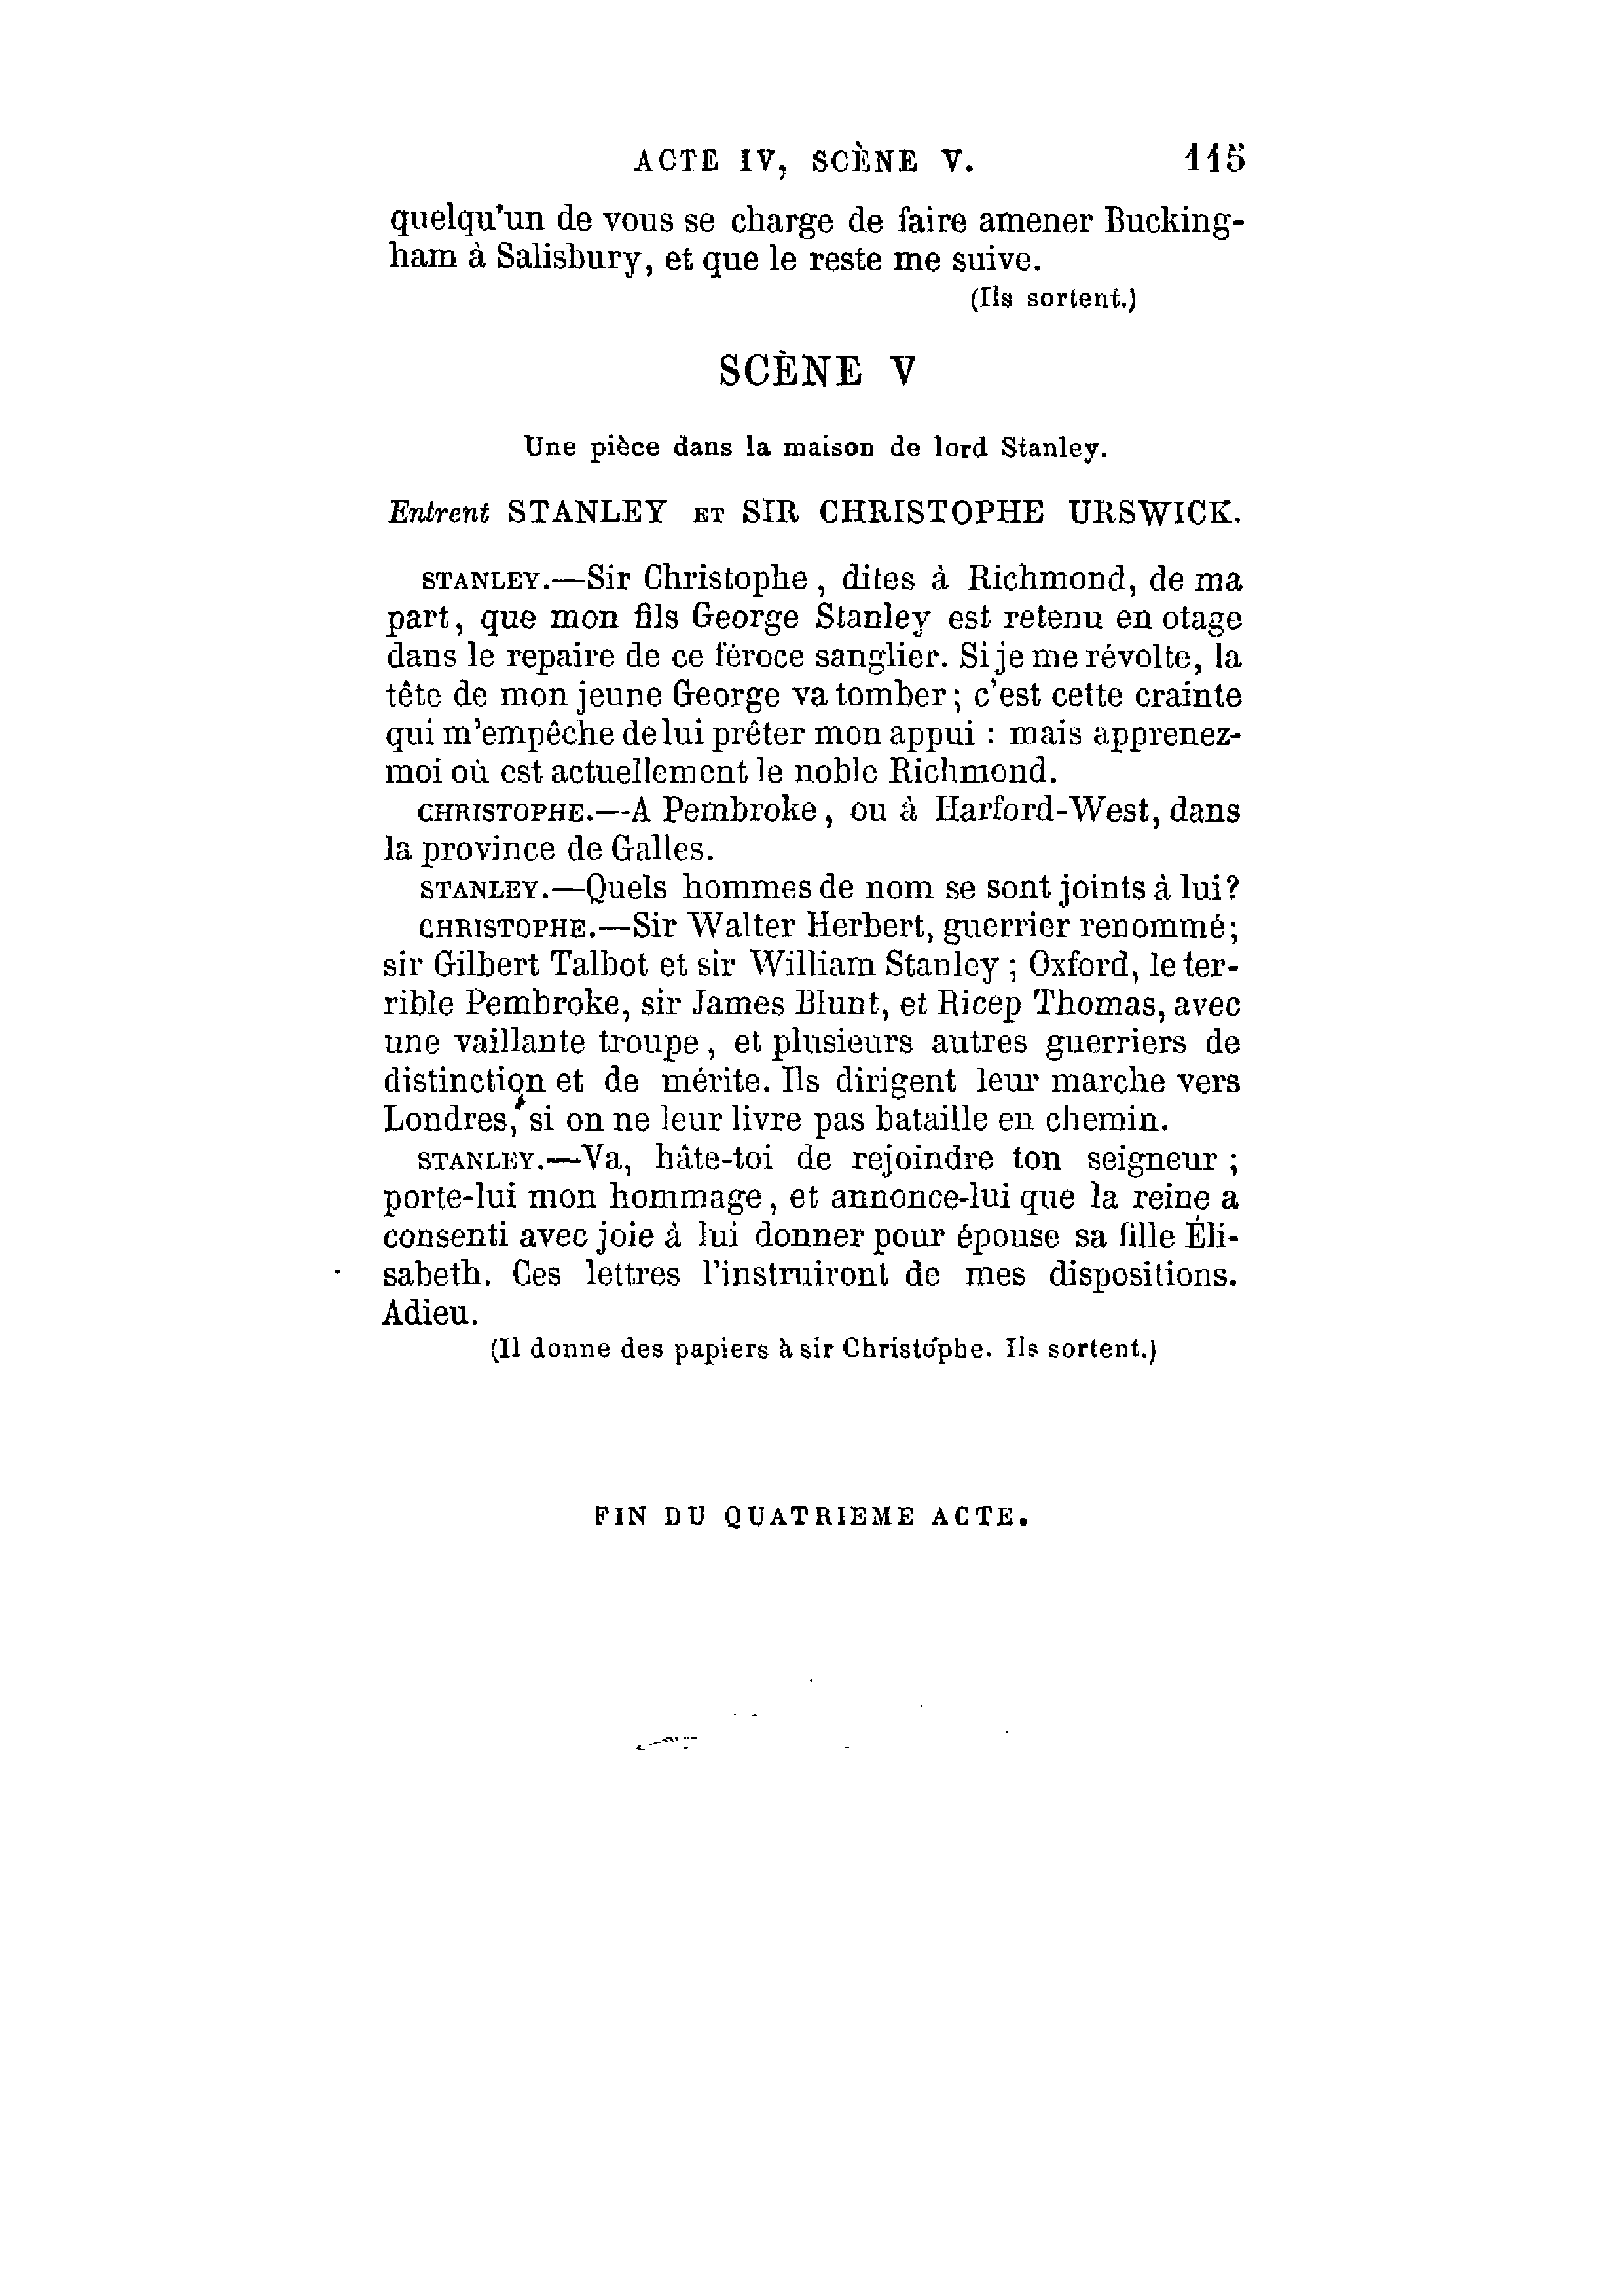 ACTE IV, SCÈNE V. 115
quelqu'un de vous se charge de faire amener Bucking-
ham à Salisbury, et que le reste me suive.
(Ils sortent.)
SCÈNE V
Une pièce dans la maison de lord Stanley.
Entrent STANLEY ET SIR CHRISTOPHE URSWICK.
STANLEY.—Sir Christophe, dites à Richmond, de ma
part, que mon fils George Stanley est retenu en otage
dans le repaire de ce féroce sanglier. Si je me révolte, la
tête de mon jeune George va tomber ; c'est cette crainte
qui m'empêche de lui prêter mon appui : mais apprenez-
moi où est actuellement le noble Richmond.
CHRISTOPHE.—A Pembroke, ou à Harford-West, dans
la province de Galles.
STANLEY.—Quels hommes de nom se sont joints à lui?
CHRISTOPHE.—Sir Walter Herbert, guerrier renommé;
sir Gilbert Talbot et sir William Stanley ; Oxford, le ter-
rible Pembroke, sir James Blunt, et Ricep Thomas, avec
une vaillante troupe, et plusieurs autres guerriers de
distinction et de mérite. Ils dirigent leur marche vers
Londres, si on ne leur livre pas bataille en chemin.
STANLEY.—Va, hâte-toi de rejoindre ton seigneur ;
porte-lui mon hommage, et annonce-lui que la reine a
consenti avec joie à lui donner pour épouse sa fille Éli-
sabeth. Ces lettres l'instruiront de mes dispositions.
Adieu.
(Il donne des papiers à sir Christophe. Ils sortent.)
FIN DU QUATRIEME ACTE.